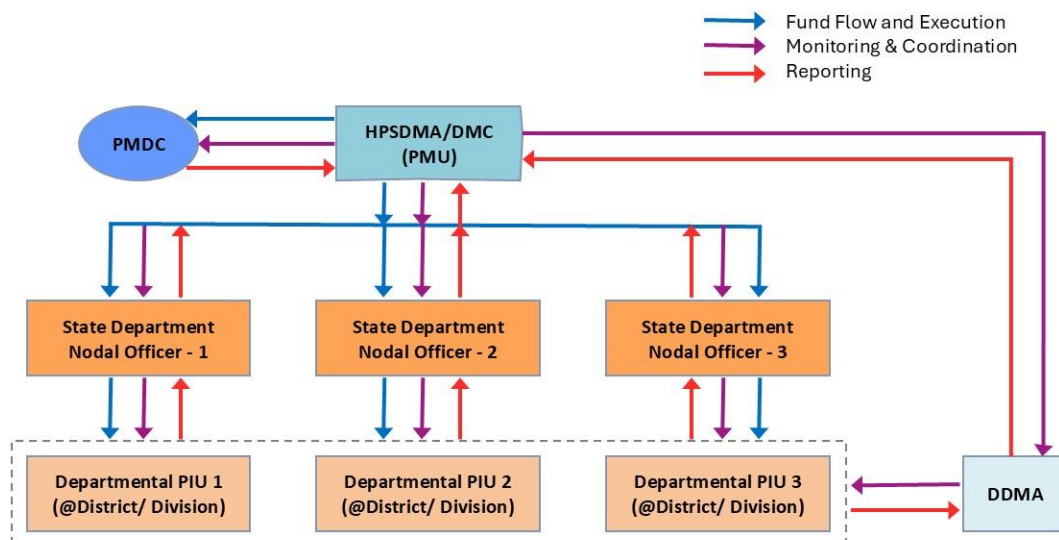 Fund Flow and Execution
Monitoring & Coordination
Reporting
PMDC
HPSDMA/DMC
(PMU)
State Department
Nodal Officer - 1
State Department
Nodal Officer - 2
State Department
Nodal Officer - 3
Departmental PIU 1
(@District/ Division)
Departmental PIU 2
(@District/ Division)
Departmental PIU 3
(@District/ Division)
DDMA